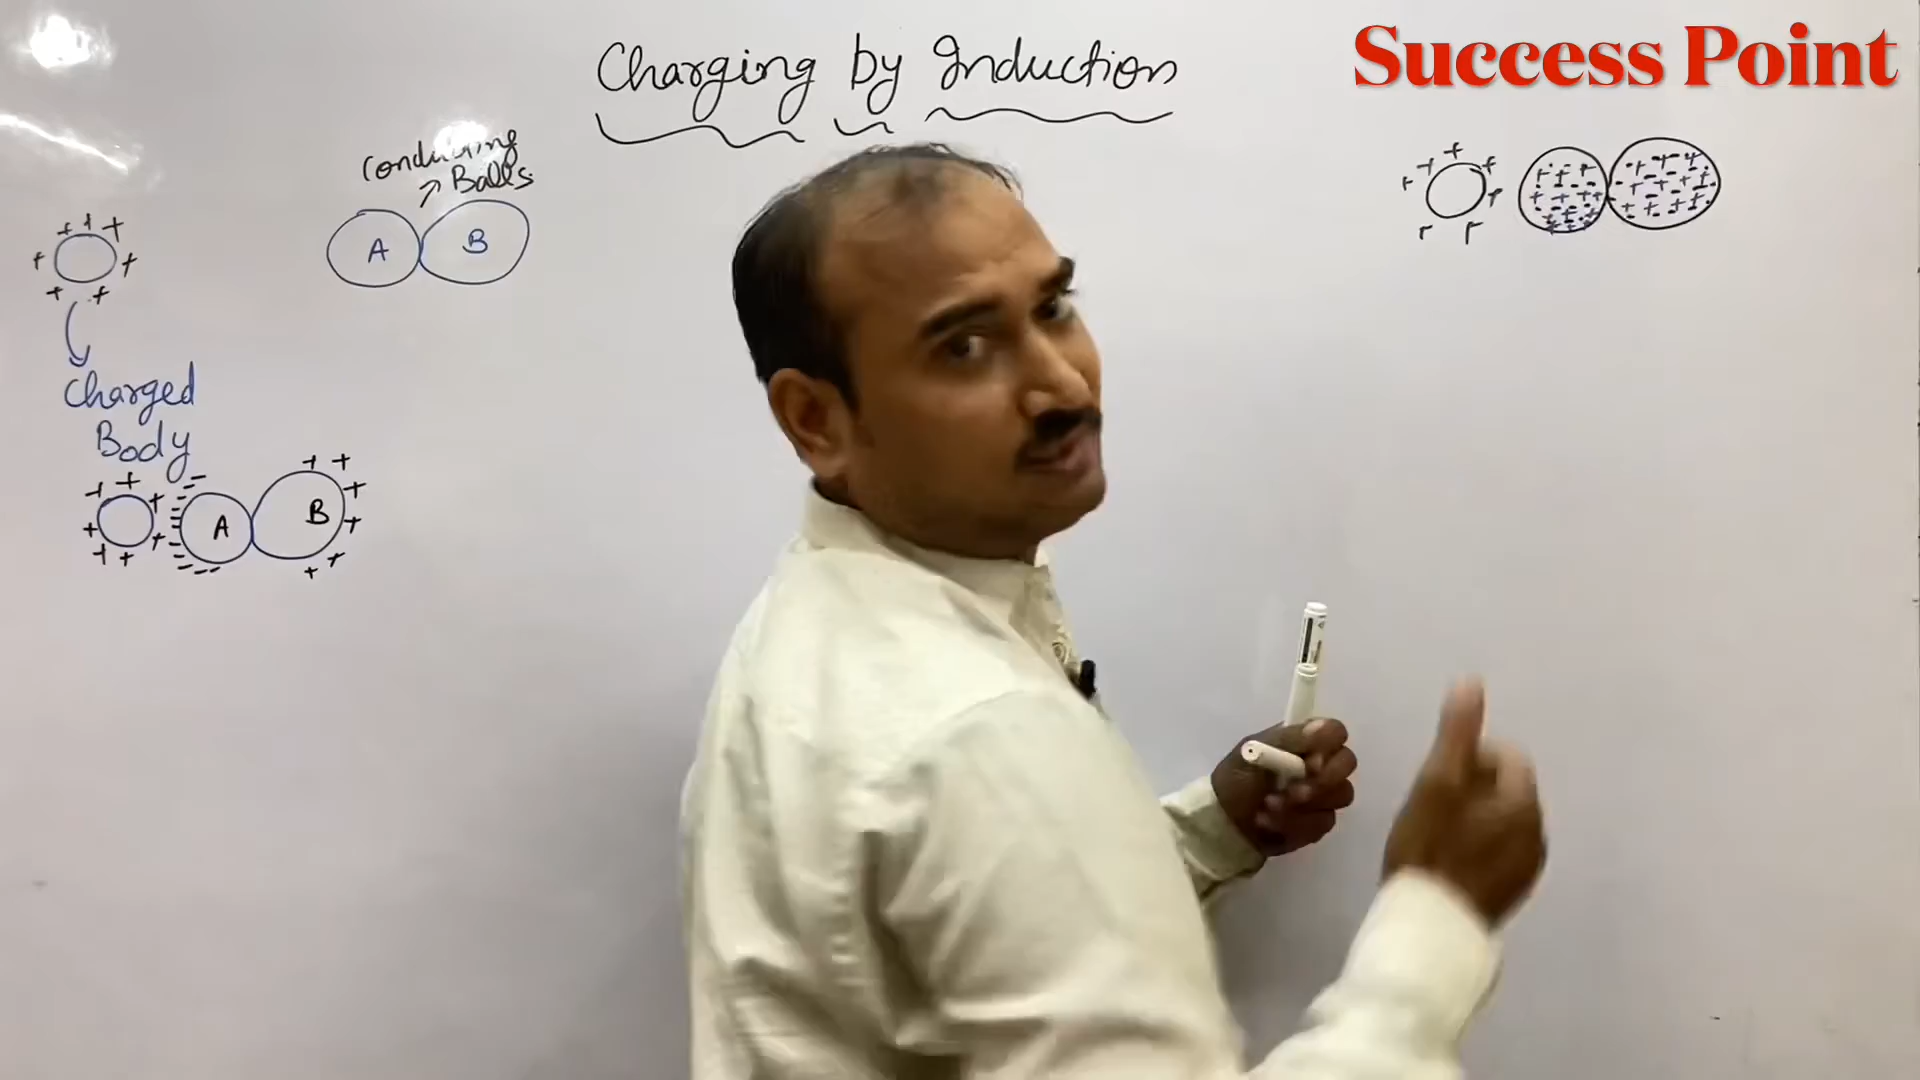 Charging by Induction
Success Point
Conducting
Balls
A B
Charged
Body
A B